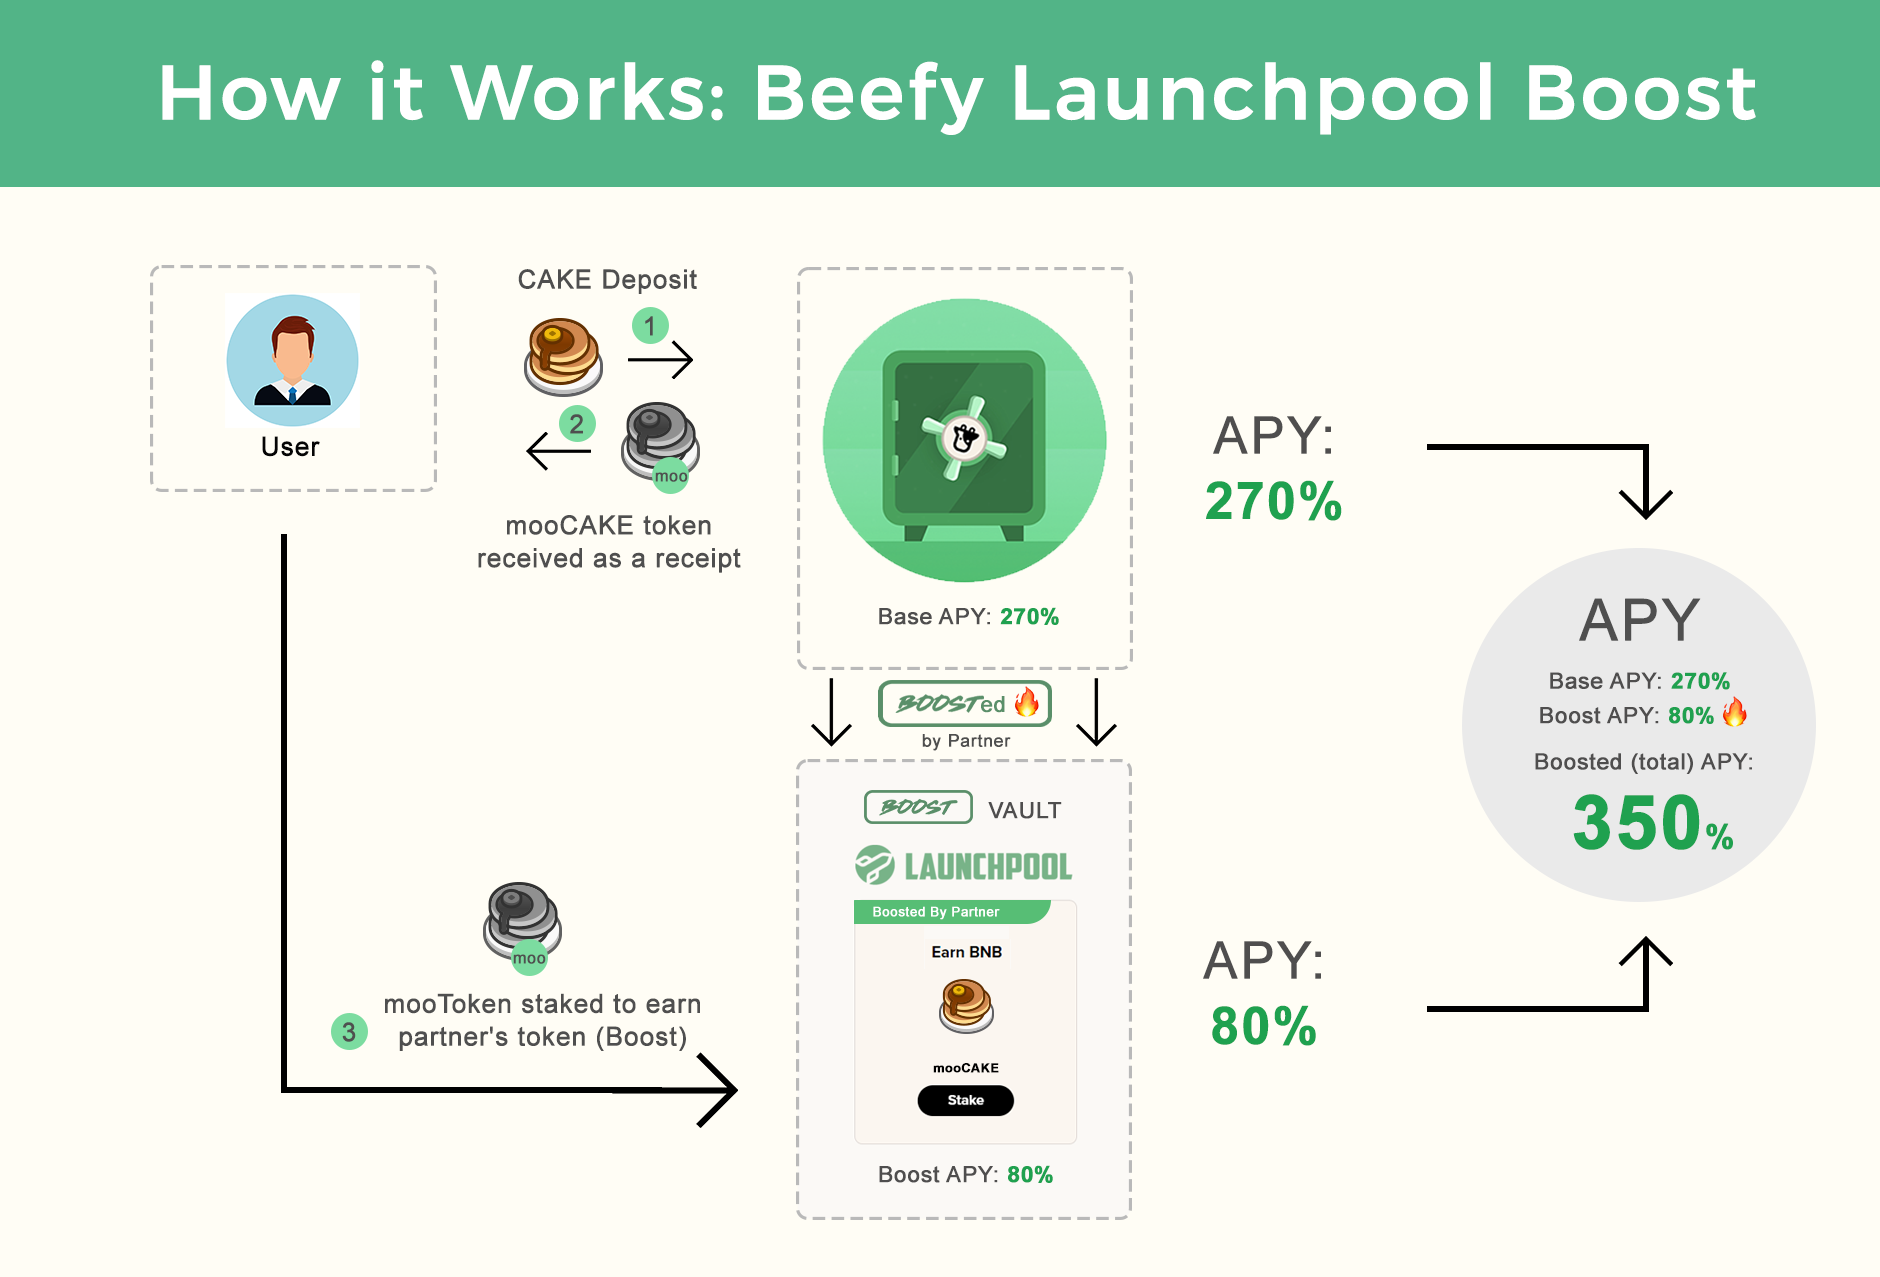 How it Works: Beefy Launchpool Boost
User
CAKE Deposit
1
2
moo
mooCAKE token
received as a receipt
Base APY: 270%
APY:
270%
BOOSTed
by Partner
BOOST VAULT
LAUNCHPOOL
Boosted By Partner
Earn BNB
mooCAKE
Stake
Boost APY: 80%
moo
3
mooToken staked to earn
partner's token (Boost)
APY:
80%
APY
Base APY: 270%
Boost APY: 80%
Boosted (total) APY:
350%